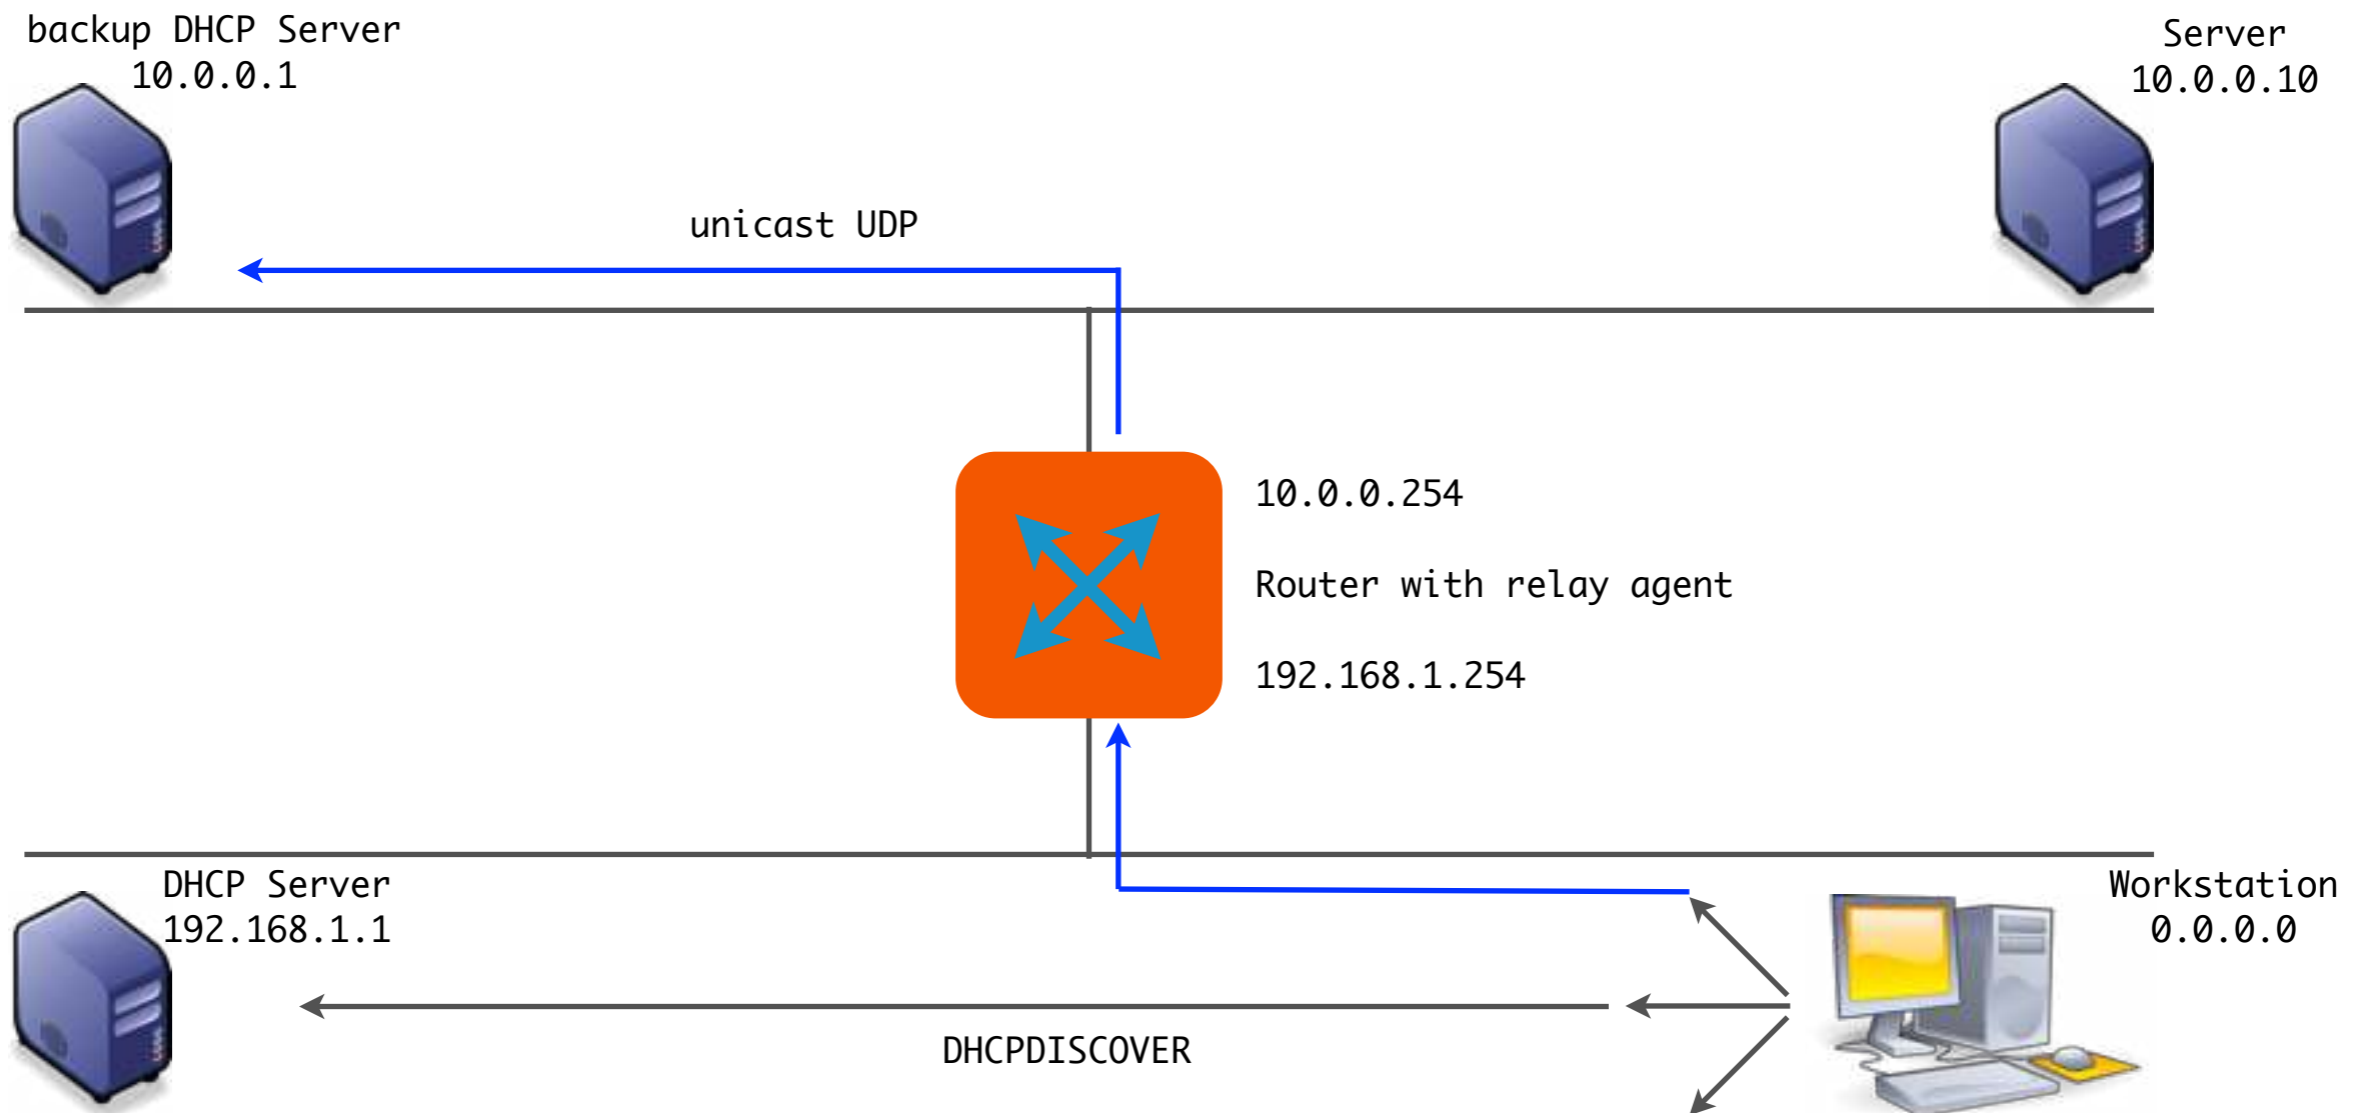 backup DHCP Server
10.0.0.1
Server
10.0.0.10
unicast UDP
10.0.0.254
Router with relay agent
192.168.1.254
DHCP Server
192.168.1.1
Workstation
0.0.0.0
DHCPDISCOVER